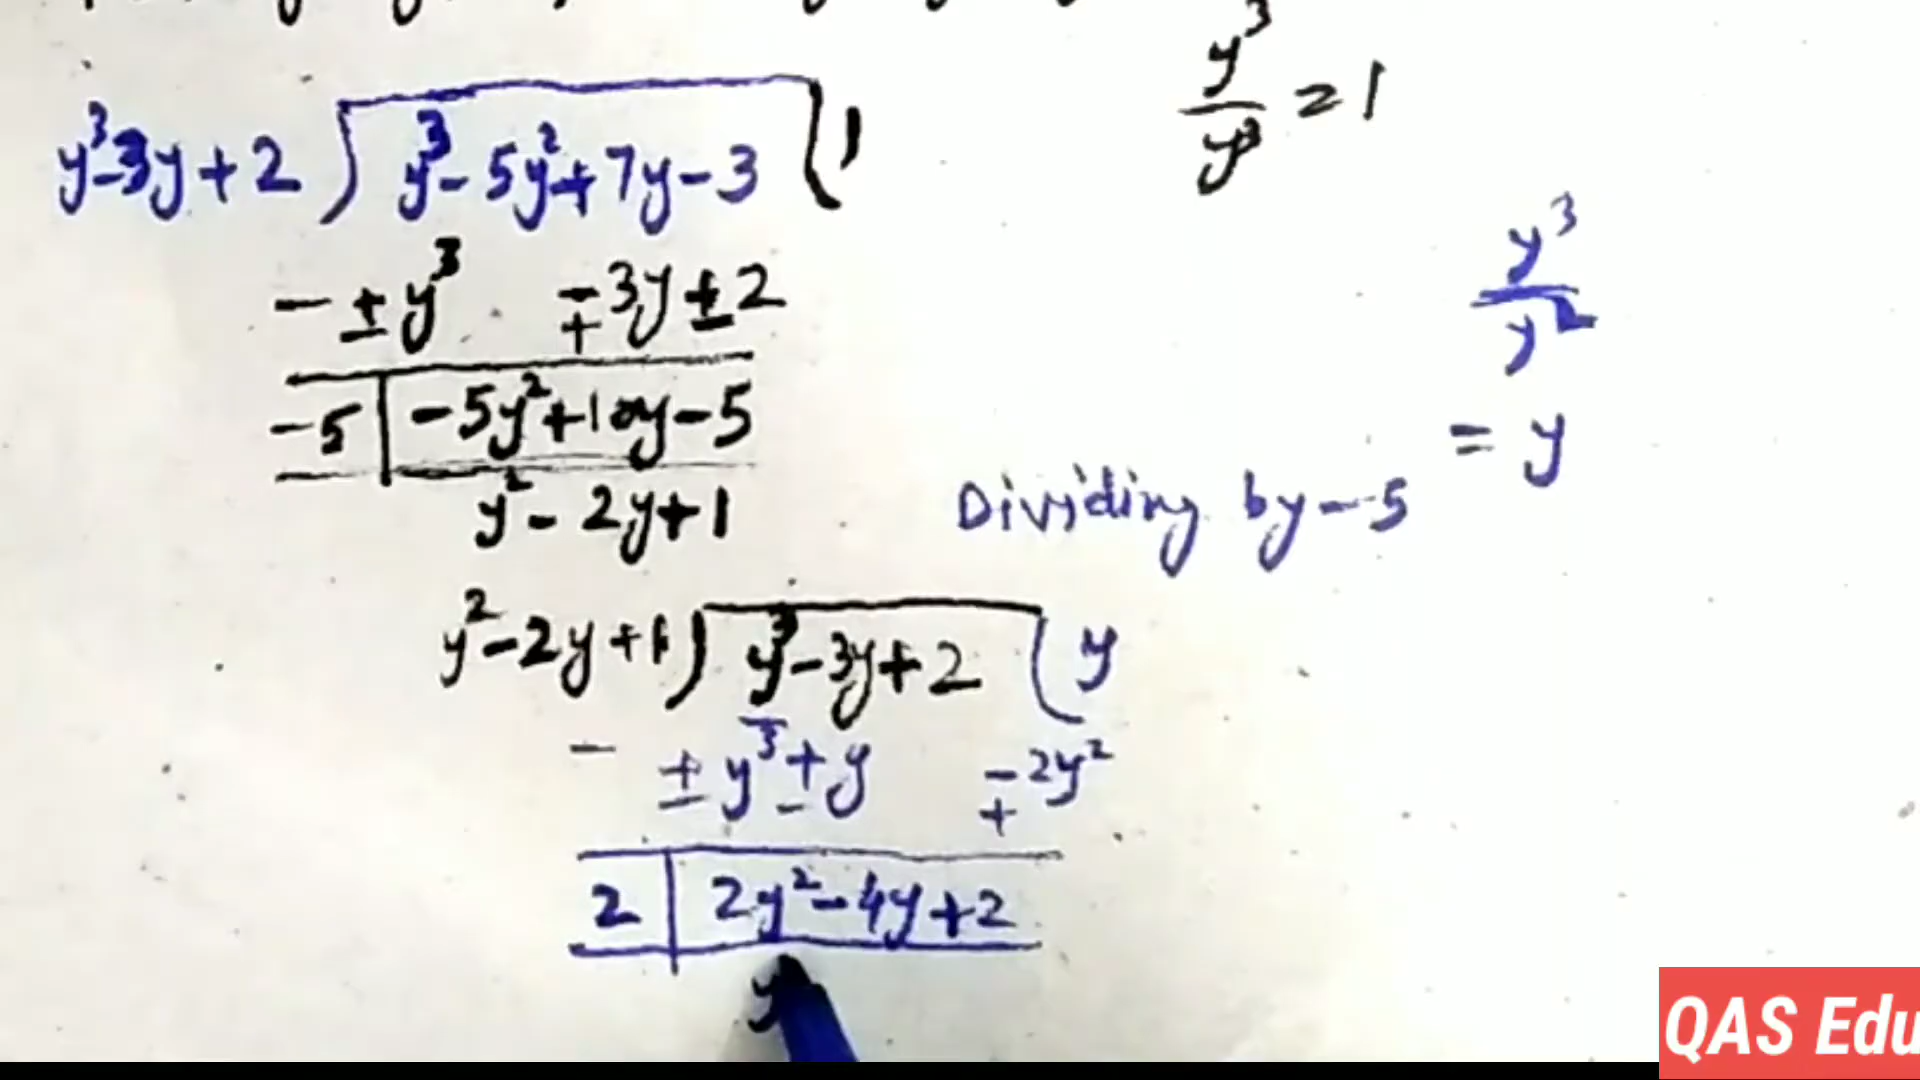 y³-3y+2) y³-5y²+7y-3 (1
y³/y³ = 1
- ±y³ ∓3y±2
-5 | -5y²+10y-5
y²-2y+1
y³/y²
= y
Dividing by -5
y²-2y+1) y³-3y+2 (y
- ±y³±y ∓2y²
2 | 2y²-4y+2
y
QAS Edu